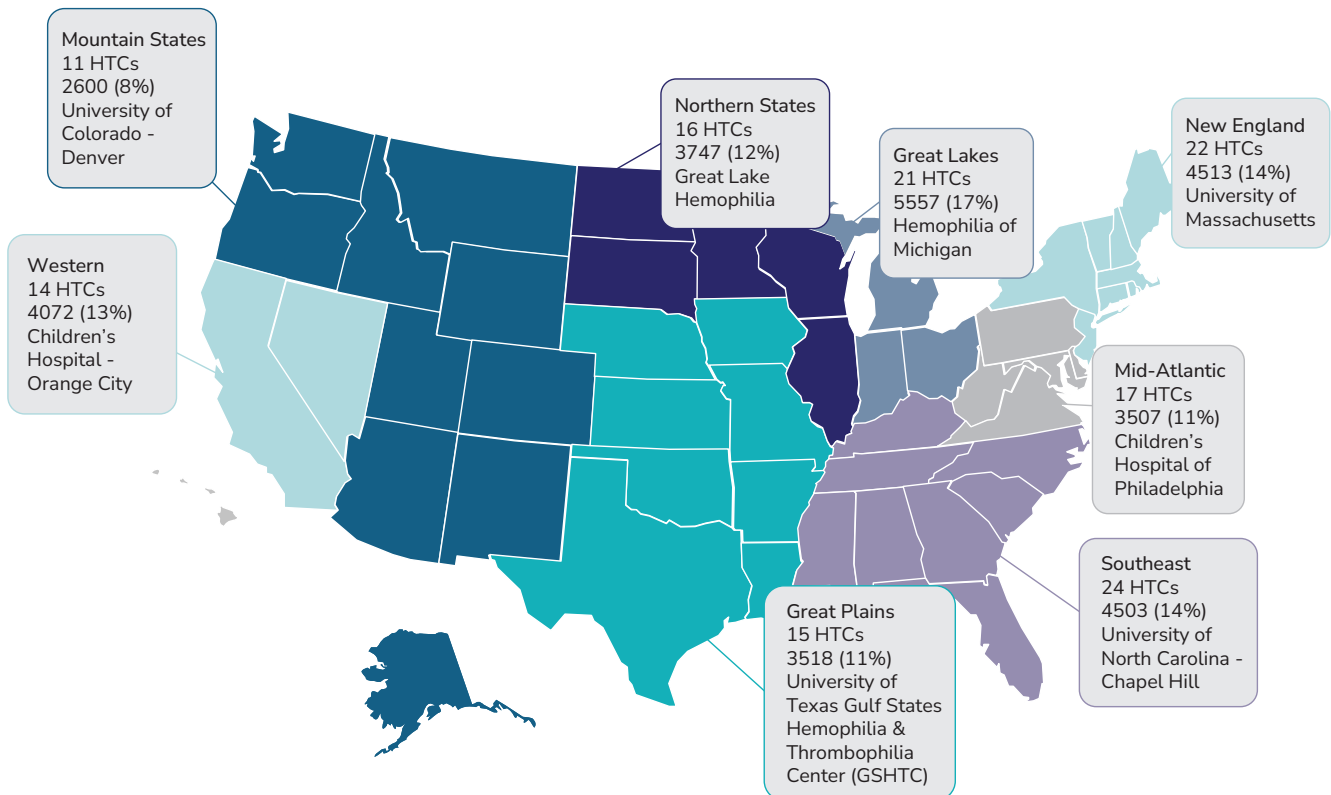 Mountain States
11 HTCs
2600 (8%)
University of
Colorado -
Denver
Northern States
16 HTCs
3747 (12%)
Great Lake
Hemophilia
Great Lakes
21 HTCs
5557 (17%)
Hemophilia of
Michigan
New England
22 HTCs
4513 (14%)
University of
Massachusetts
Western
14 HTCs
4072 (13%)
Children’s
Hospital -
Orange City
Mid-Atlantic
17 HTCs
3507 (11%)
Children’s
Hospital of
Philadelphia
Southeast
24 HTCs
4503 (14%)
University of
North Carolina -
Chapel Hill
Great Plains
15 HTCs
3518 (11%)
University of
Texas Gulf States
Hemophilia &
Thrombophilia
Center (GSHTC)